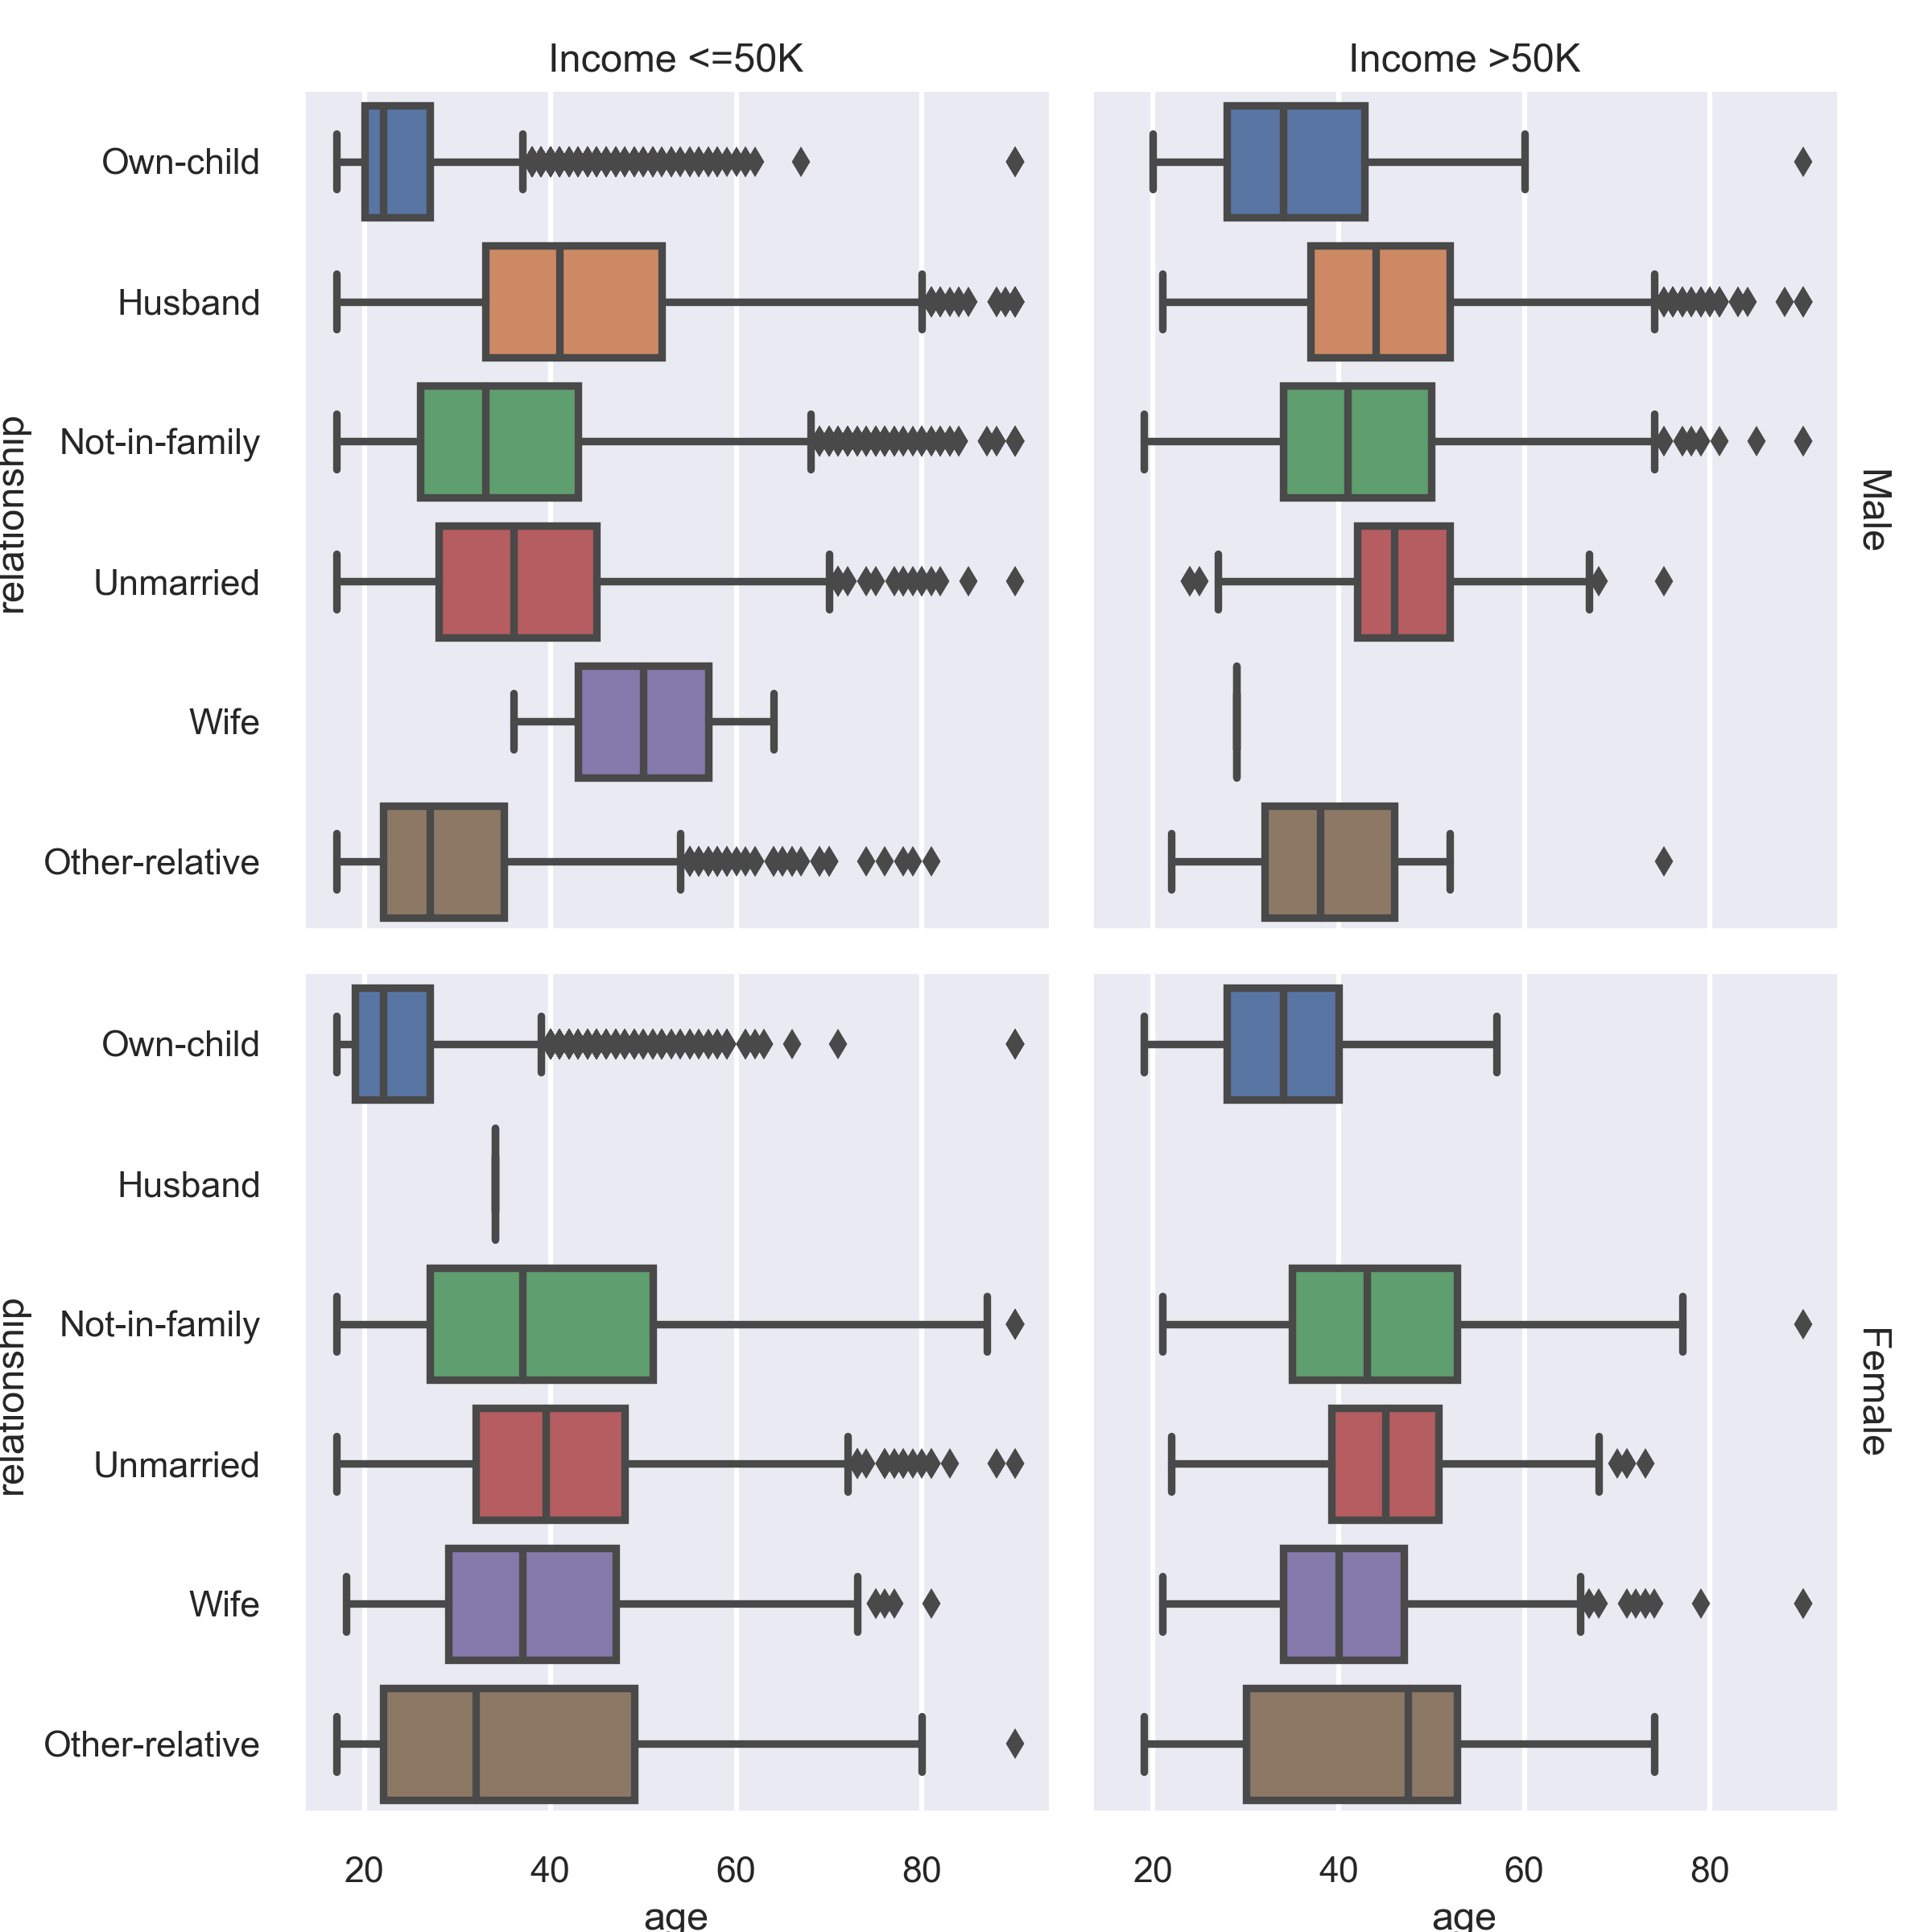 Income <=50K
Income >50K
Own-child
Husband
Not-in-family
Unmarried
Wife
Other-relative
relationship
Male
Own-child
Husband
Not-in-family
Unmarried
Wife
Other-relative
relationship
Female
20 40 60 80
20 40 60 80
age
age